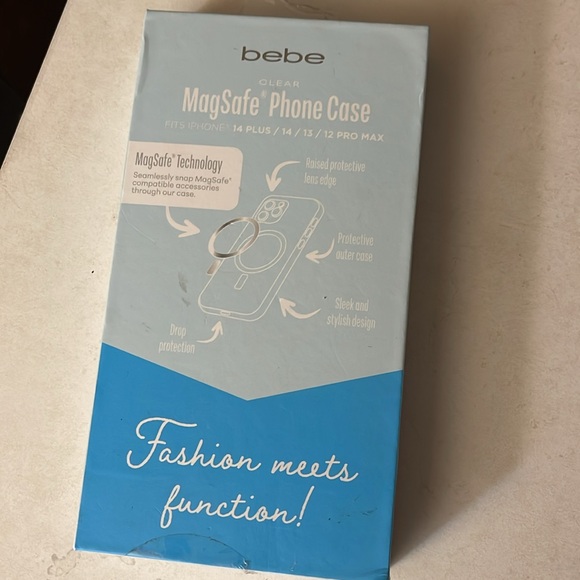 bebe
CLEAR
MagSafe® Phone Case
FITS IPHONE® 14 PLUS / 14 / 13 / 12 PRO MAX
MagSafe® Technology
Seamlessly snap MagSafe®
compatible accessories
through our case.
Raised protective
lens edge
Protective
outer case
Sleek and
stylish design
Drop
protection
Fashion meets
function!